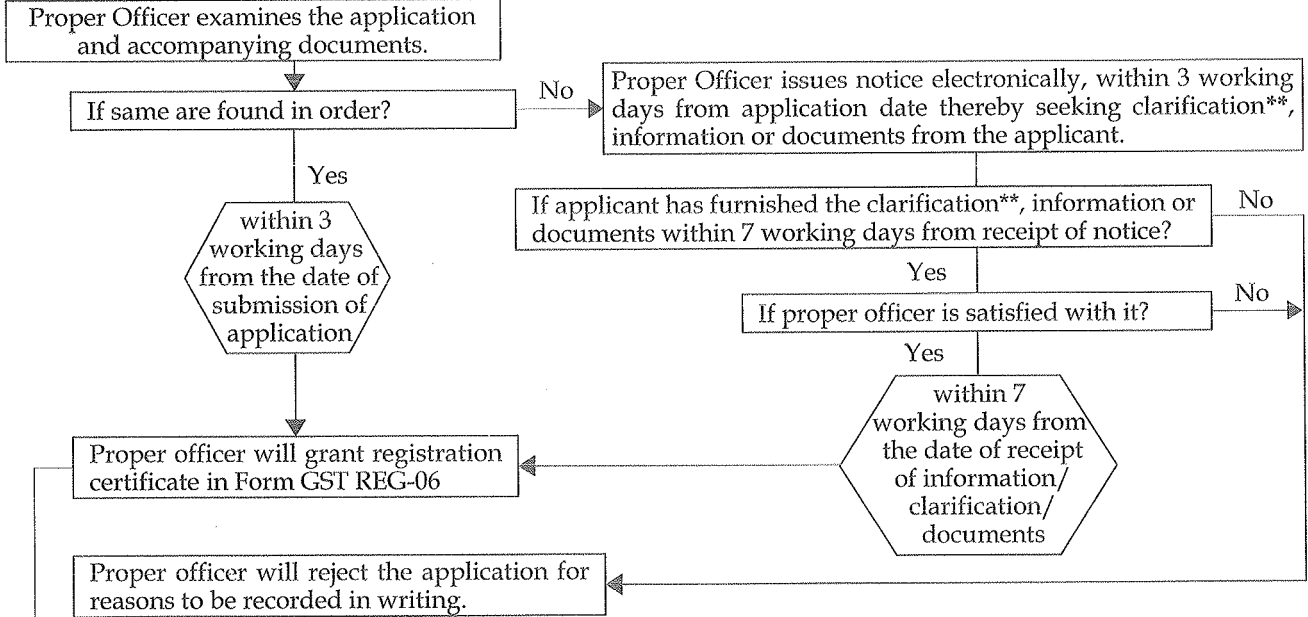 Proper Officer examines the application
and accompanying documents.
If same are found in order?
No
Proper Officer issues notice electronically, within 3 working
days from application date thereby seeking clarification**,
information or documents from the applicant.
Yes
within 3
working days
from the date of
submission of
application
If applicant has furnished the clarification**, information or
documents within 7 working days from receipt of notice?
No
Yes
If proper officer is satisfied with it?
No
Yes
within 7
working days from
the date of receipt
of information/
clarification/
documents
Proper officer will grant registration
certificate in Form GST REG-06
Proper officer will reject the application for
reasons to be recorded in writing.